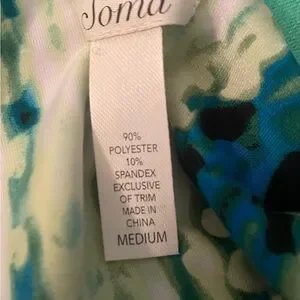 Soma
90%
POLYESTER
10%
SPANDEX
EXCLUSIVE
OF TRIM
MADE IN
CHINA
MEDIUM